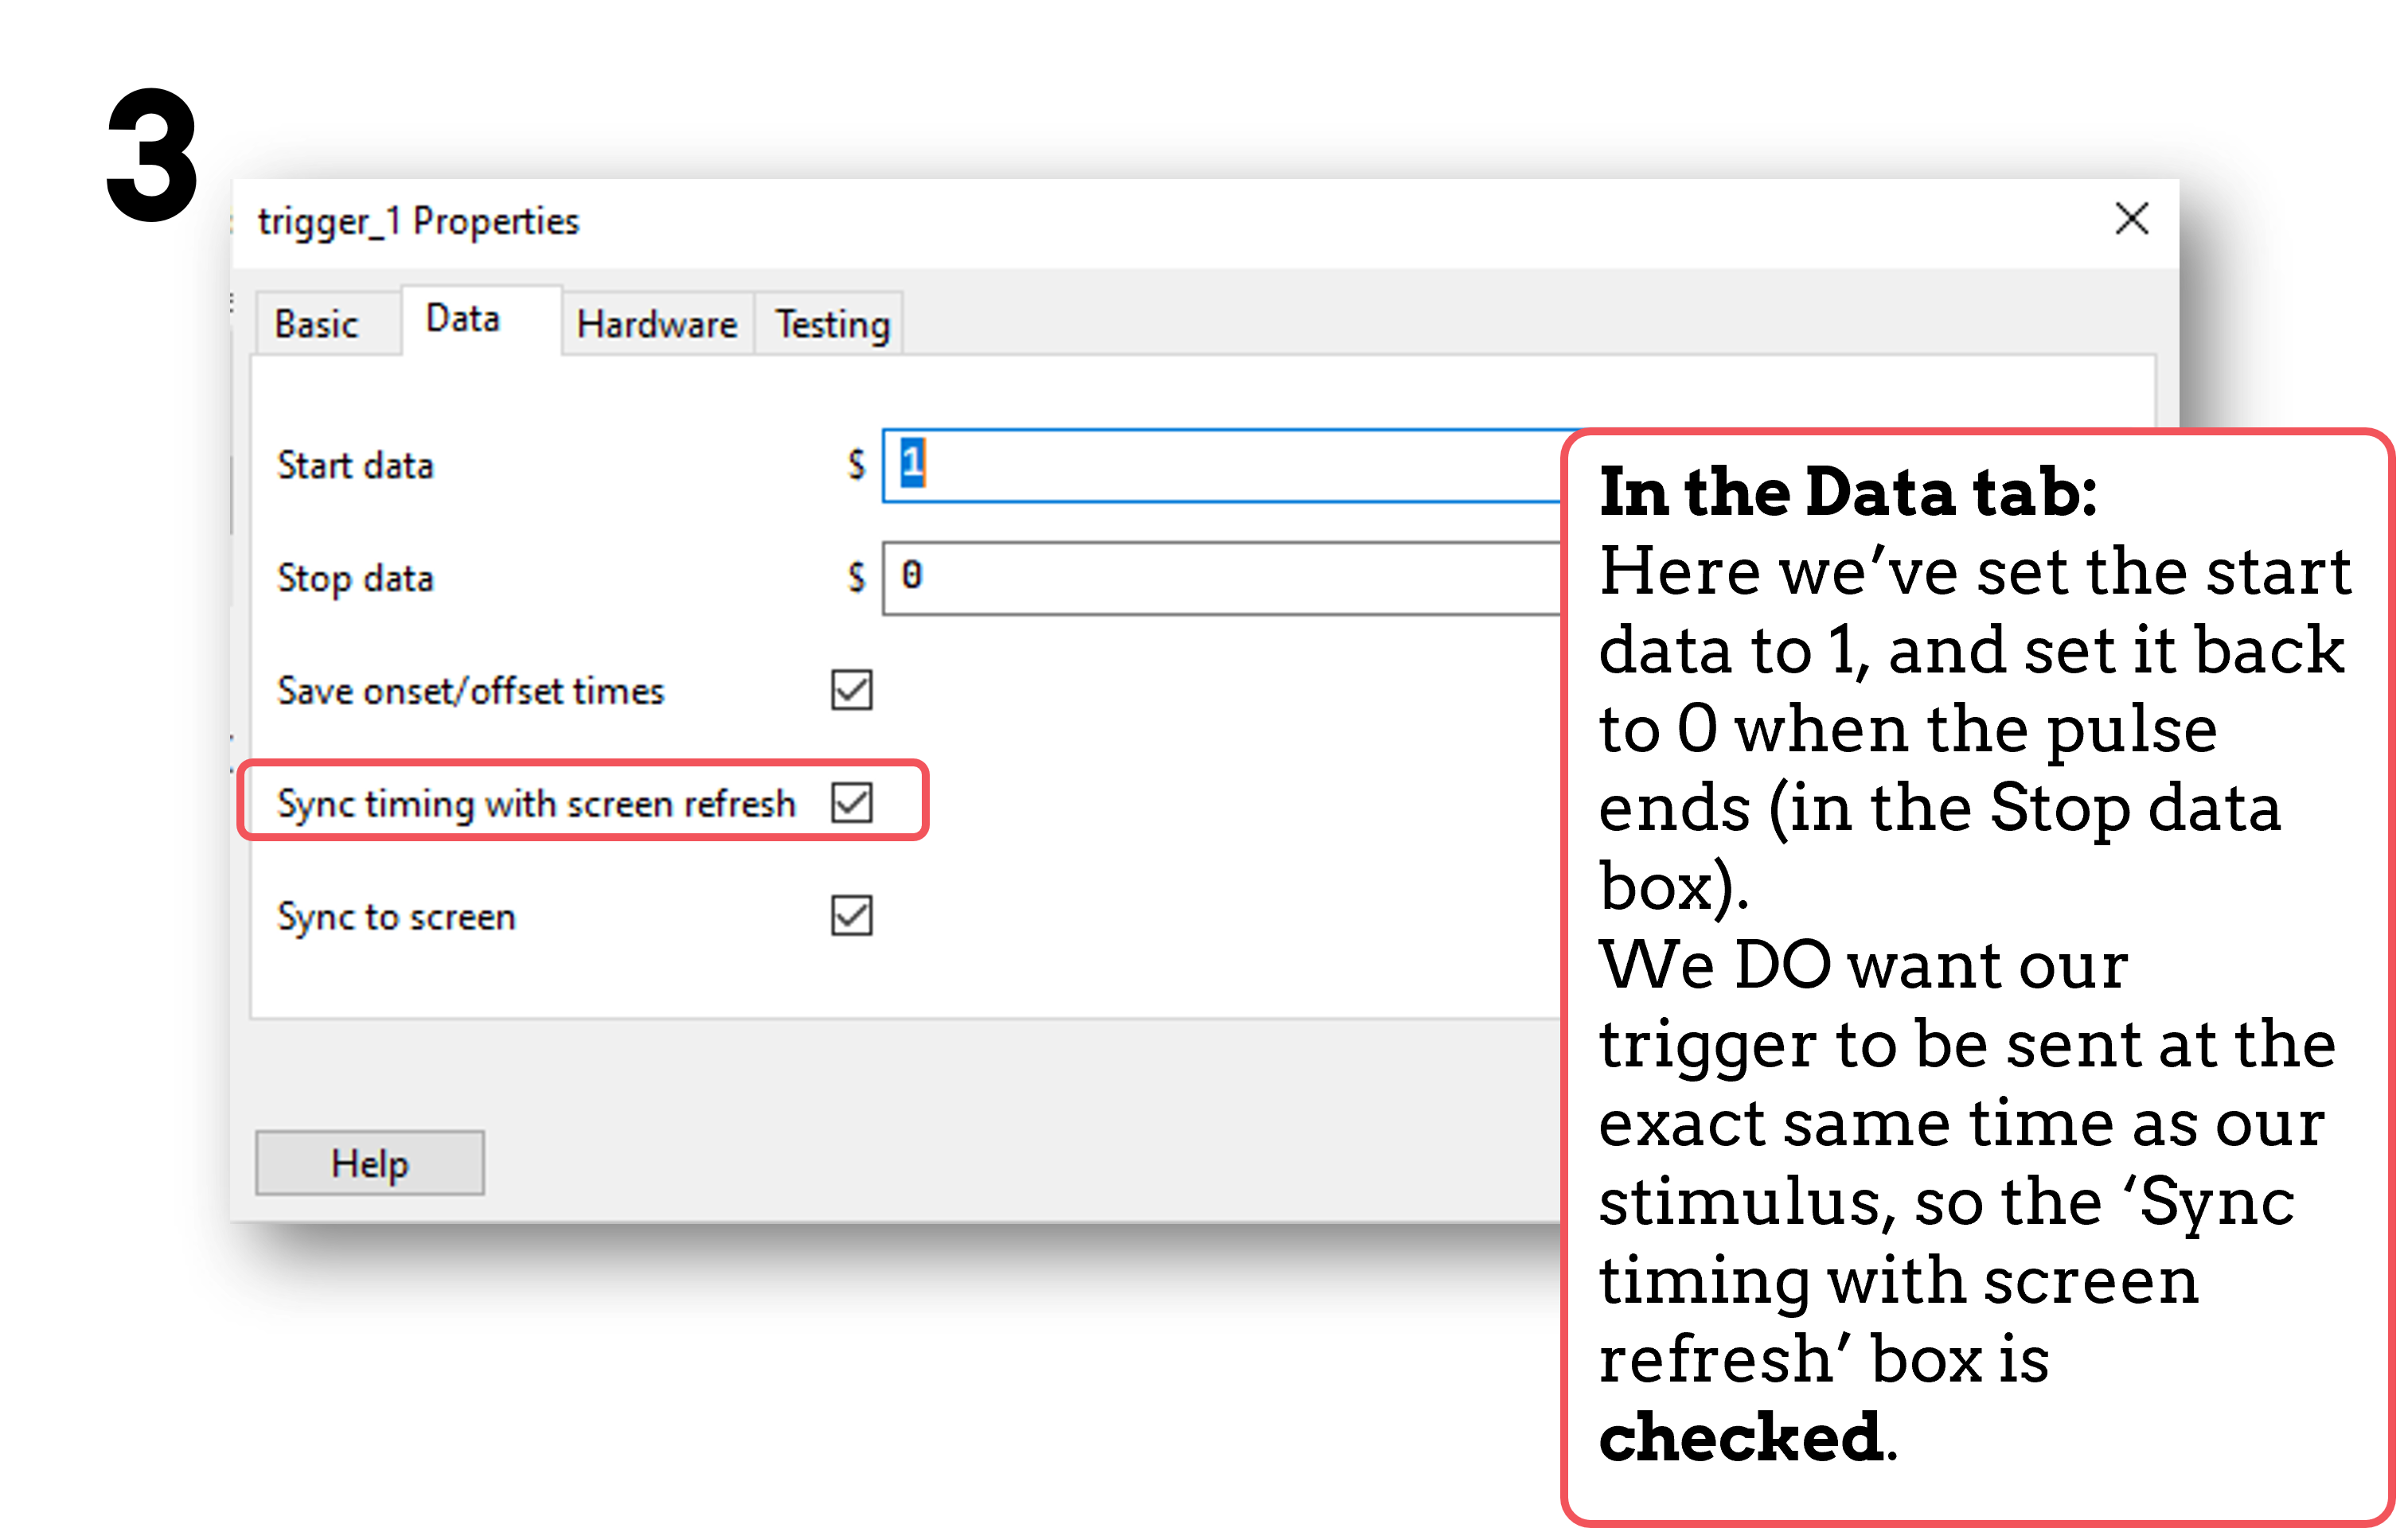 3
trigger_1 Properties
Basic Data Hardware Testing
Start data $ 1
Stop data $ 0
Save onset/offset times
Sync timing with screen refresh
Sync to screen
Help
In the Data tab:
Here we’ve set the start
data to 1, and set it back
to 0 when the pulse
ends (in the Stop data
box).
We DO want our
trigger to be sent at the
exact same time as our
stimulus, so the ‘Sync
timing with screen
refresh’ box is
checked.